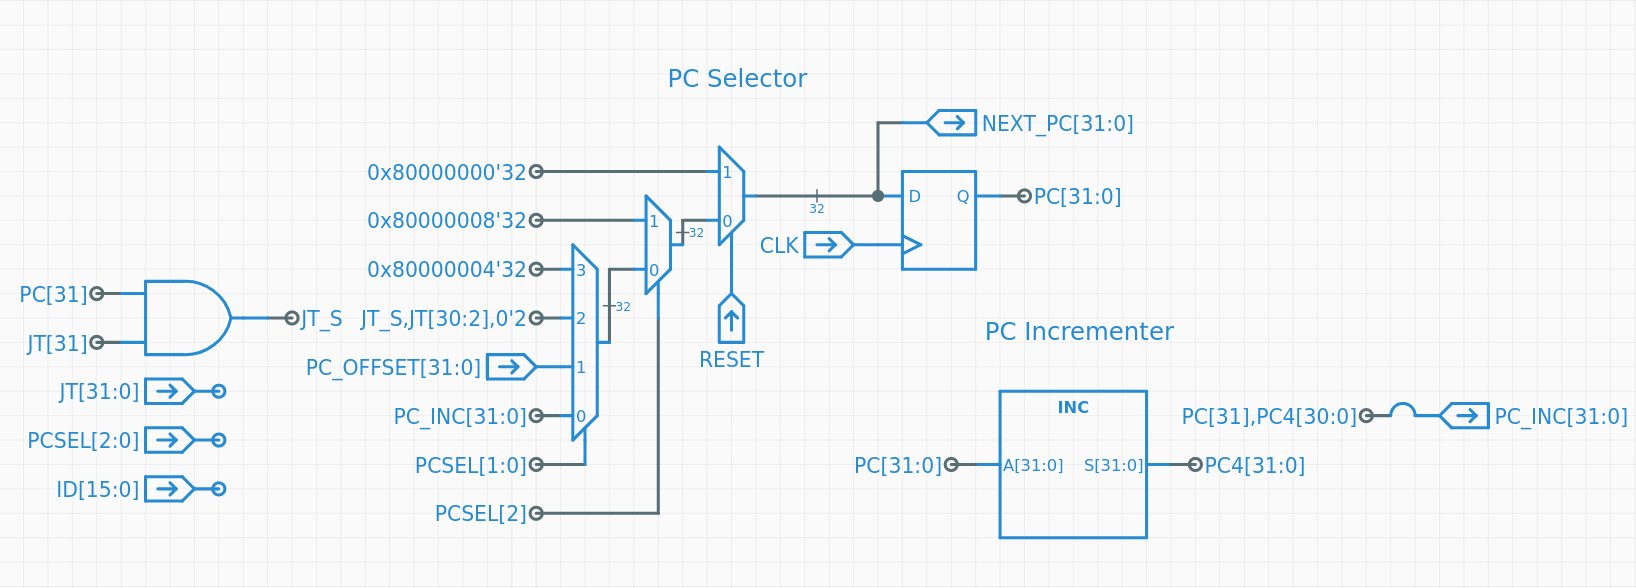 PC Selector
NEXT_PC[31:0]
0x80000000'32
1
D
Q
PC[31:0]
32
0x80000008'32
1
0
32
CLK
0x80000004'32
3
0
PC[31]
32
JT_S
JT_S,JT[30:2],0'2
2
PC Incrementer
JT[31]
RESET
PC_OFFSET[31:0]
1
JT[31:0]
INC
PC_INC[31:0]
0
PC[31],PC4[30:0]
PC_INC[31:0]
PCSEL[2:0]
PCSEL[1:0]
PC[31:0]
A[31:0]
S[31:0]
PC4[31:0]
ID[15:0]
PCSEL[2]